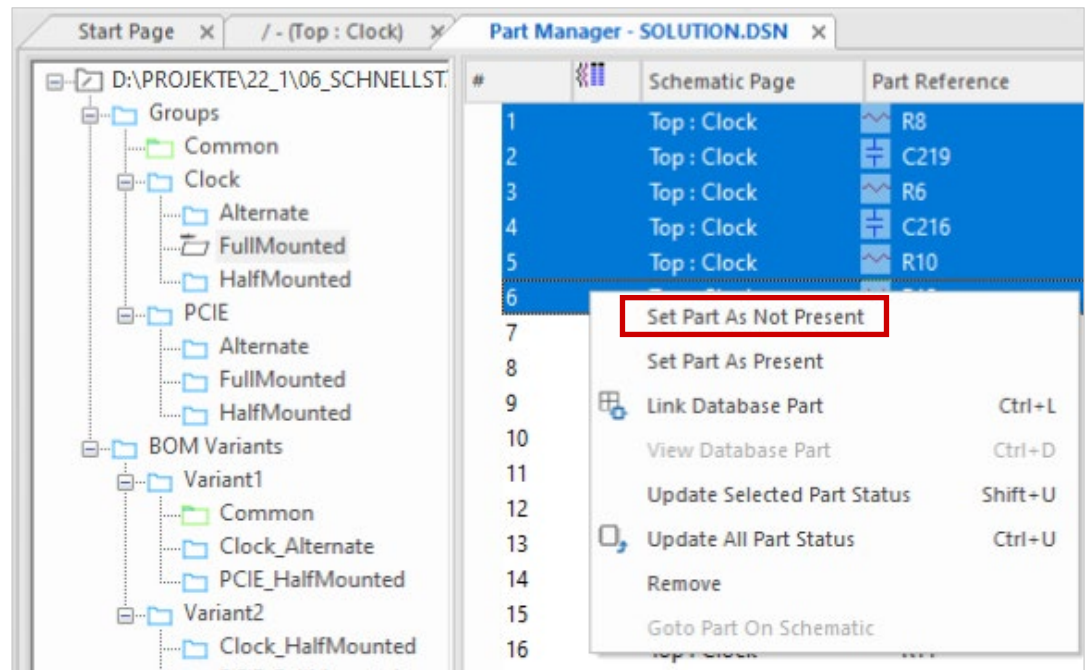 Start Page × / - (Top : Clock) × Part Manager - SOLUTION.DSN ×
D:\PROJEKTE\22_1\06_SCHNELLST
Groups
Common
Clock
Alternate
FullMounted
HalfMounted
PCIE
Alternate
FullMounted
HalfMounted
BOM Variants
Variant1
Common
Clock_Alternate
PCIE_HalfMounted
Variant2
Clock_HalfMounted
# Schematic Page Part Reference
1 Top : Clock R8
2 Top : Clock C219
3 Top : Clock R6
4 Top : Clock C216
5 Top : Clock R10
6
7
8
9
10
11
12
13
14
15
16
Set Part As Not Present
Set Part As Present
Link Database Part Ctrl+L
View Database Part Ctrl+D
Update Selected Part Status Shift+U
Update All Part Status Ctrl+U
Remove
Goto Part On Schematic